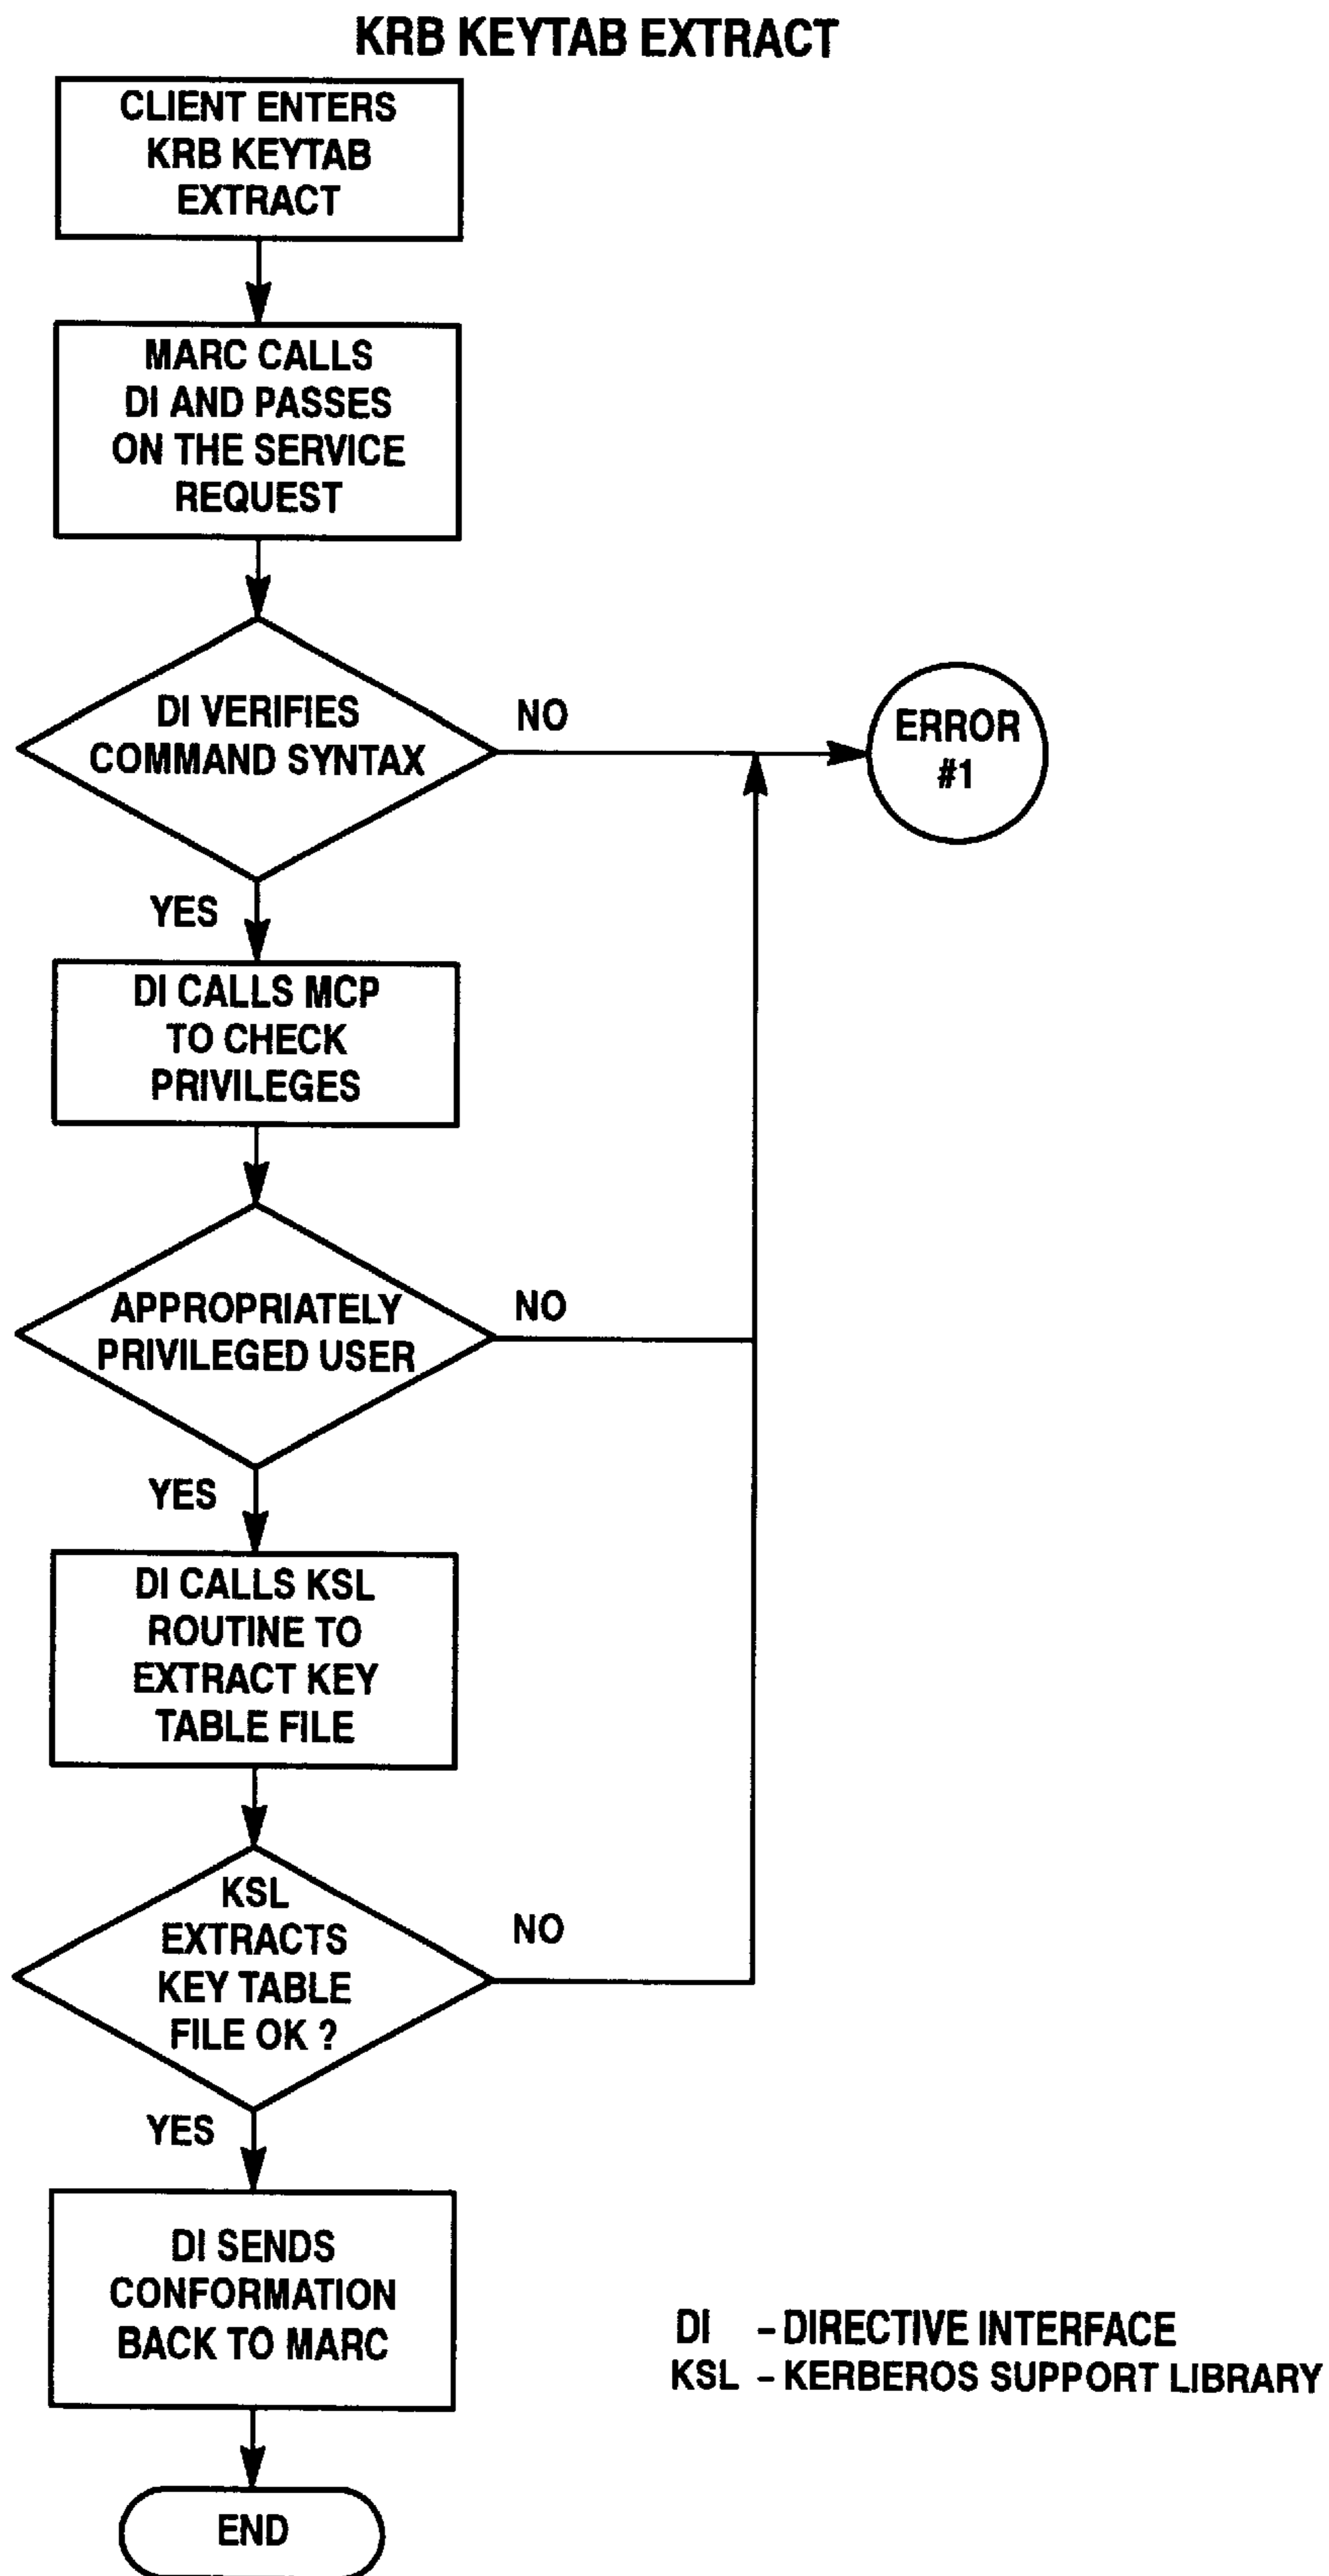 KRB KEYTAB EXTRACT
CLIENT ENTERS
KRB KEYTAB
EXTRACT
MARC CALLS
DI AND PASSES
ON THE SERVICE
REQUEST
DI VERIFIES
COMMAND SYNTAX
NO
ERROR
#1
YES
DI CALLS MCP
TO CHECK
PRIVILEGES
APPROPRIATELY
PRIVILEGED USER
NO
YES
DI CALLS KSL
ROUTINE TO
EXTRACT KEY
TABLE FILE
KSL
EXTRACTS
KEY TABLE
FILE OK ?
NO
YES
DI SENDS
CONFORMATION
BACK TO MARC
DI – DIRECTIVE INTERFACE
KSL – KERBEROS SUPPORT LIBRARY
END